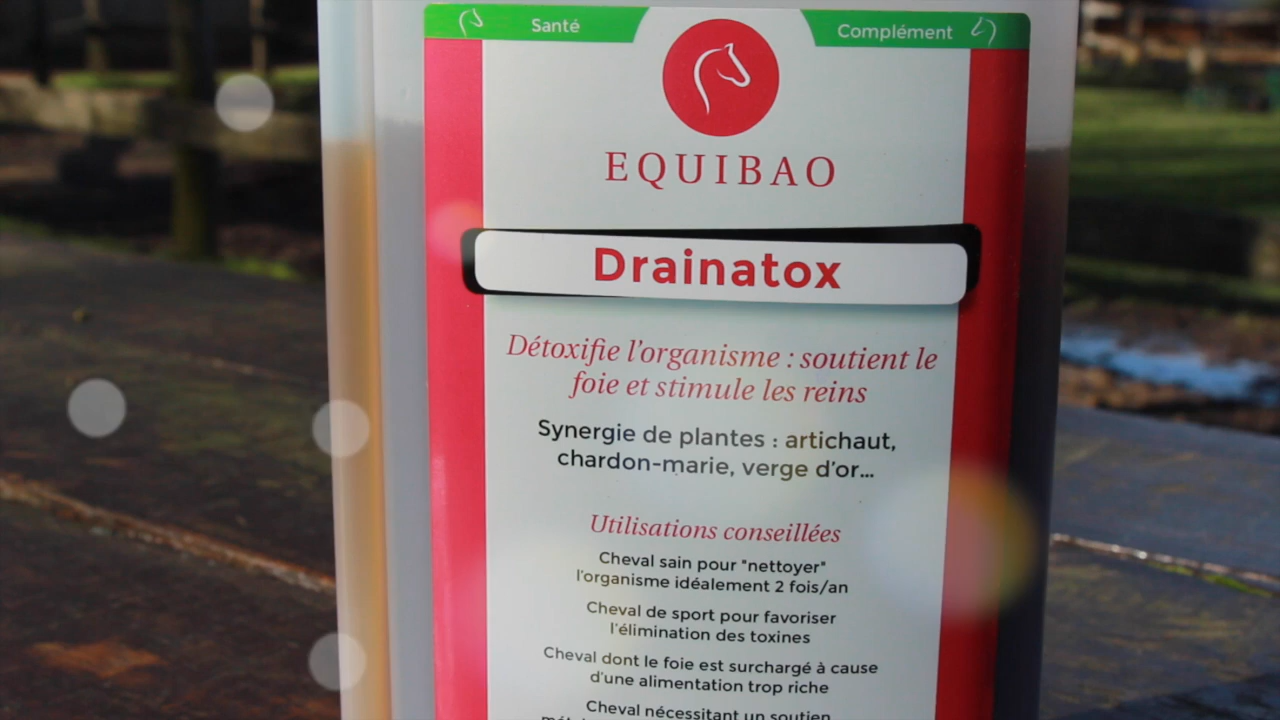 Santé
Complément
EQUIBAO
Drainatox
Détoxifie l'organisme : soutient le
foie et stimule les reins
Synergie de plantes : artichaut,
chardon-marie, verge d'or...
Utilisations conseillées
Cheval sain pour "nettoyer"
l'organisme idéalement 2 fois/an
Cheval de sport pour favoriser
l'élimination des toxines
Cheval dont le foie est surchargé à cause
d'une alimentation trop riche
Cheval nécessitant un soutien